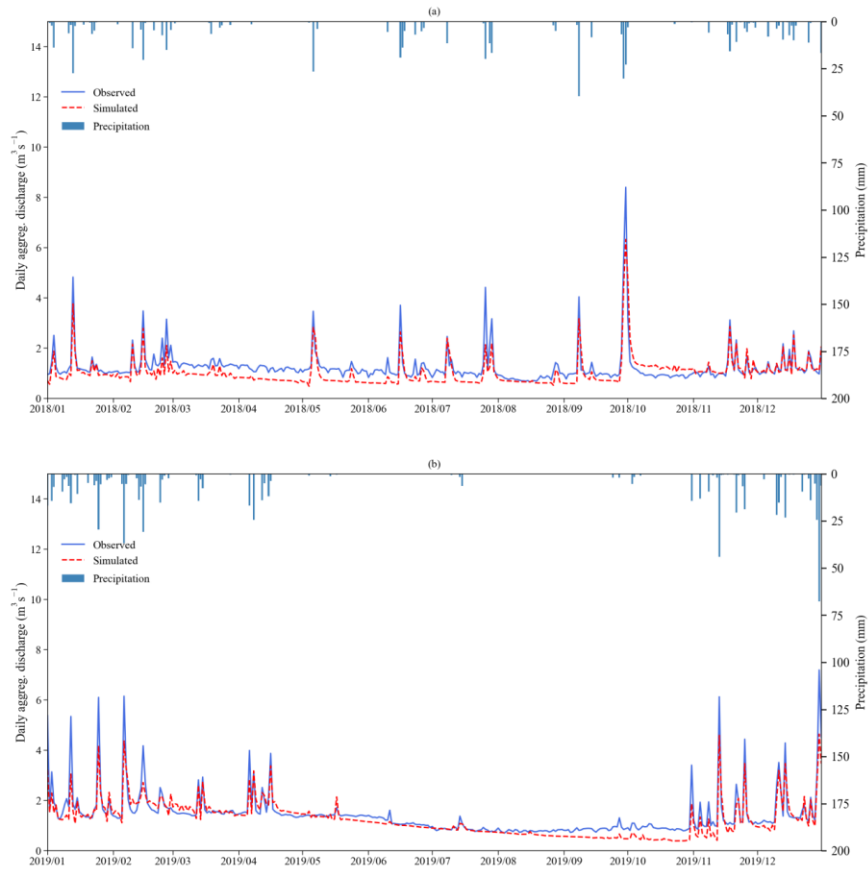 (a)
14
12
10
8
6
4
2
0
Daily aggreg. discharge (m³ s⁻¹)
Observed
Simulated
Precipitation
0
25
50
75
100
125
150
175
200
Precipitation (mm)
2018/01 2018/02 2018/03 2018/04 2018/05 2018/06 2018/07 2018/08 2018/09 2018/10 2018/11 2018/12
(b)
14
12
10
8
6
4
2
0
Daily aggreg. discharge (m³ s⁻¹)
Observed
Simulated
Precipitation
0
25
50
75
100
125
150
175
200
Precipitation (mm)
2019/01 2019/02 2019/03 2019/04 2019/05 2019/06 2019/07 2019/08 2019/09 2019/10 2019/11 2019/12